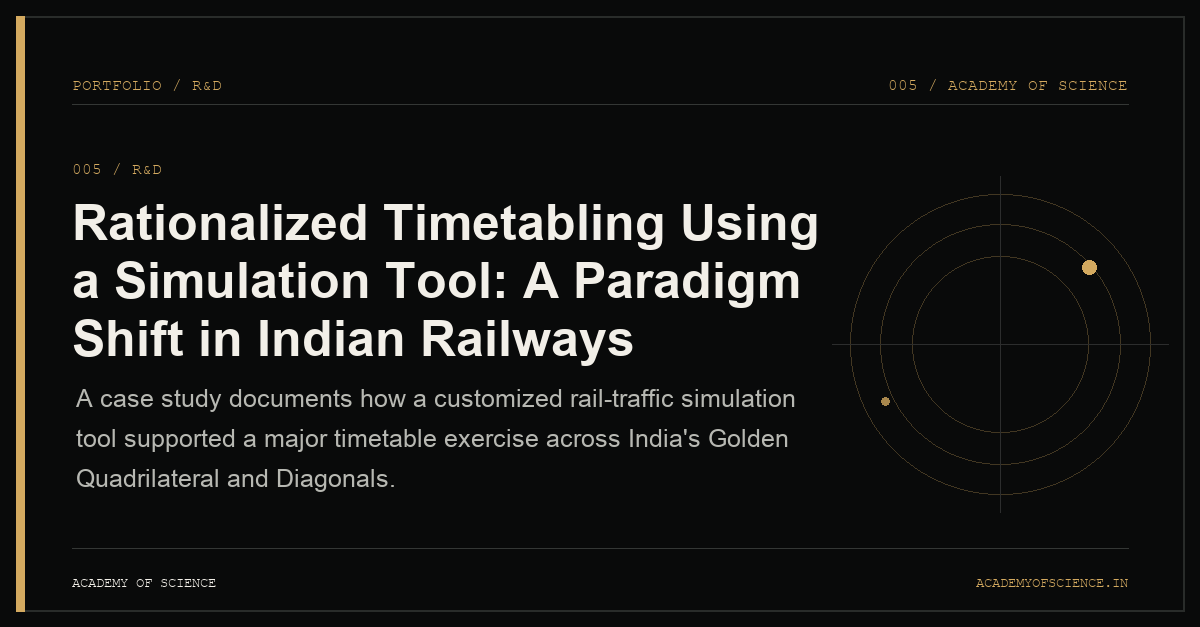 PORTFOLIO / R&D
005 / ACADEMY OF SCIENCE
005 / R&D
Rationalized Timetabling Using
a Simulation Tool: A Paradigm
Shift in Indian Railways
A case study documents how a customized rail-traffic simulation
tool supported a major timetable exercise across India's Golden
Quadrilateral and Diagonals.
ACADEMY OF SCIENCE
ACADEMYOFSCIENCE.IN